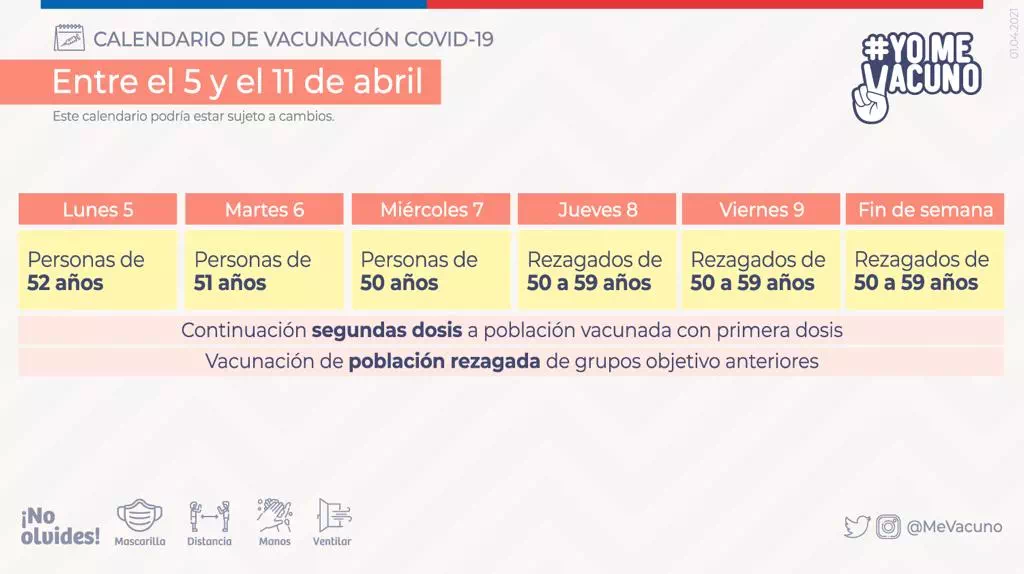 01.04.2021
CALENDARIO DE VACUNACIÓN COVID-19
Entre el 5 y el 11 de abril
Este calendario podría estar sujeto a cambios.
#YO ME
VACUNO
Lunes 5
Martes 6
Miércoles 7
Jueves 8
Viernes 9
Fin de semana
Personas de
52 años
Personas de
51 años
Personas de
50 años
Rezagados de
50 a 59 años
Rezagados de
50 a 59 años
Rezagados de
50 a 59 años
Continuación segundas dosis a población vacunada con primera dosis
Vacunación de población rezagada de grupos objetivo anteriores
¡No
olvides!
Mascarilla
Distancia
Manos
Ventilar
@MeVacuno